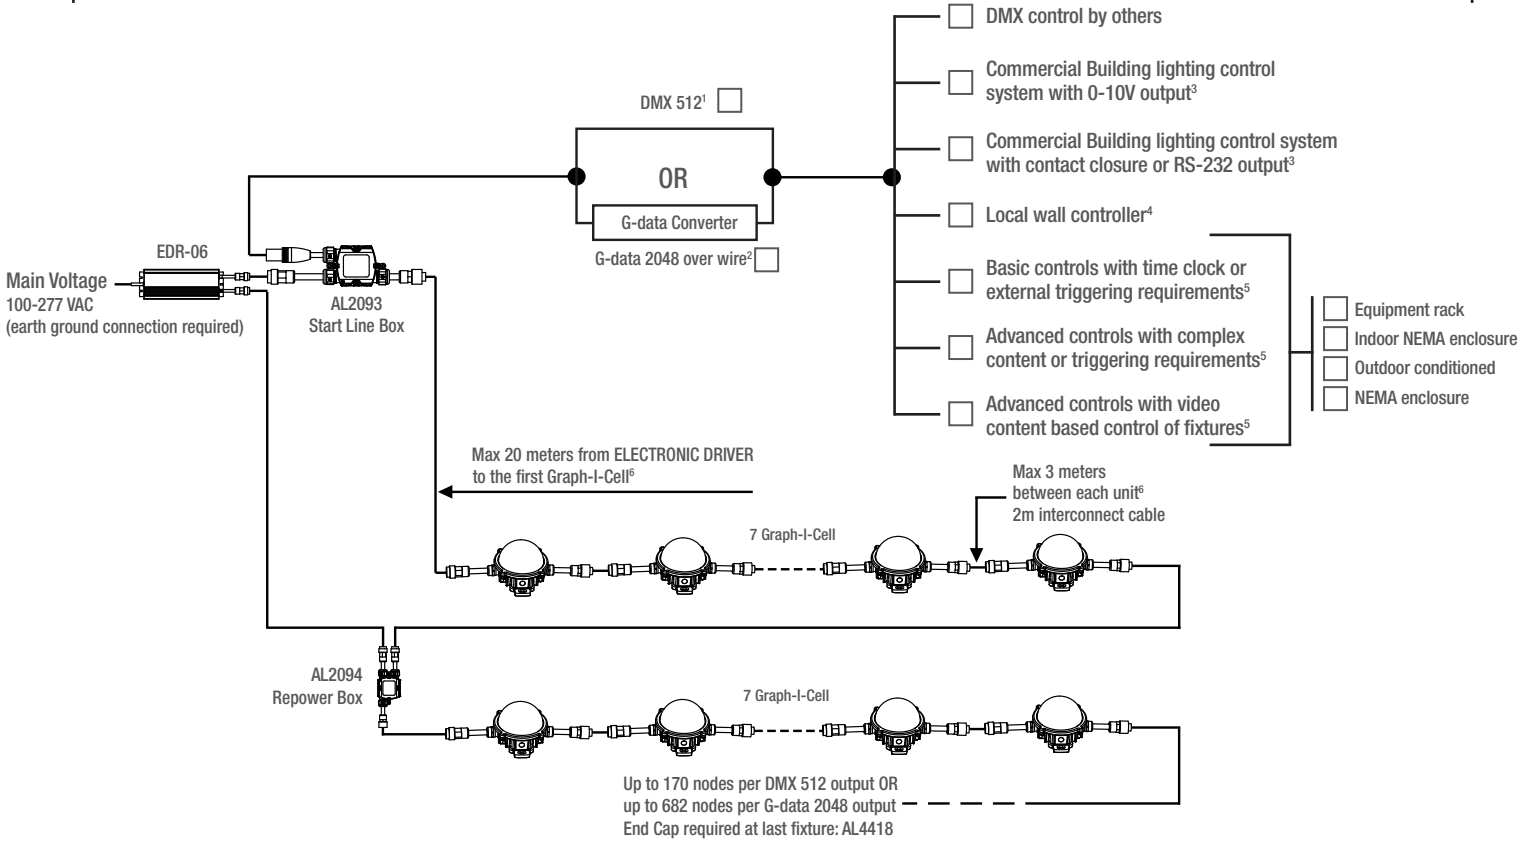 DMX control by others
Commercial Building lighting control
system with 0-10V output³
DMX 512¹
Commercial Building lighting control system
with contact closure or RS-232 output³
OR
G-data Converter
G-data 2048 over wire²
Local wall controller⁴
Basic controls with time clock or
external triggering requirements⁵
Advanced controls with complex
content or triggering requirements⁵
Advanced controls with video
content based control of fixtures⁵
Equipment rack
Indoor NEMA enclosure
Outdoor conditioned
NEMA enclosure
EDR-06
Main Voltage
100-277 VAC
(earth ground connection required)
AL2093
Start Line Box
Max 20 meters from ELECTRONIC DRIVER
to the first Graph-I-Cell⁶
Max 3 meters
between each unit⁶
2m interconnect cable
7 Graph-I-Cell
AL2094
Repower Box
7 Graph-I-Cell
Up to 170 nodes per DMX 512 output OR
up to 682 nodes per G-data 2048 output
End Cap required at last fixture: AL4418